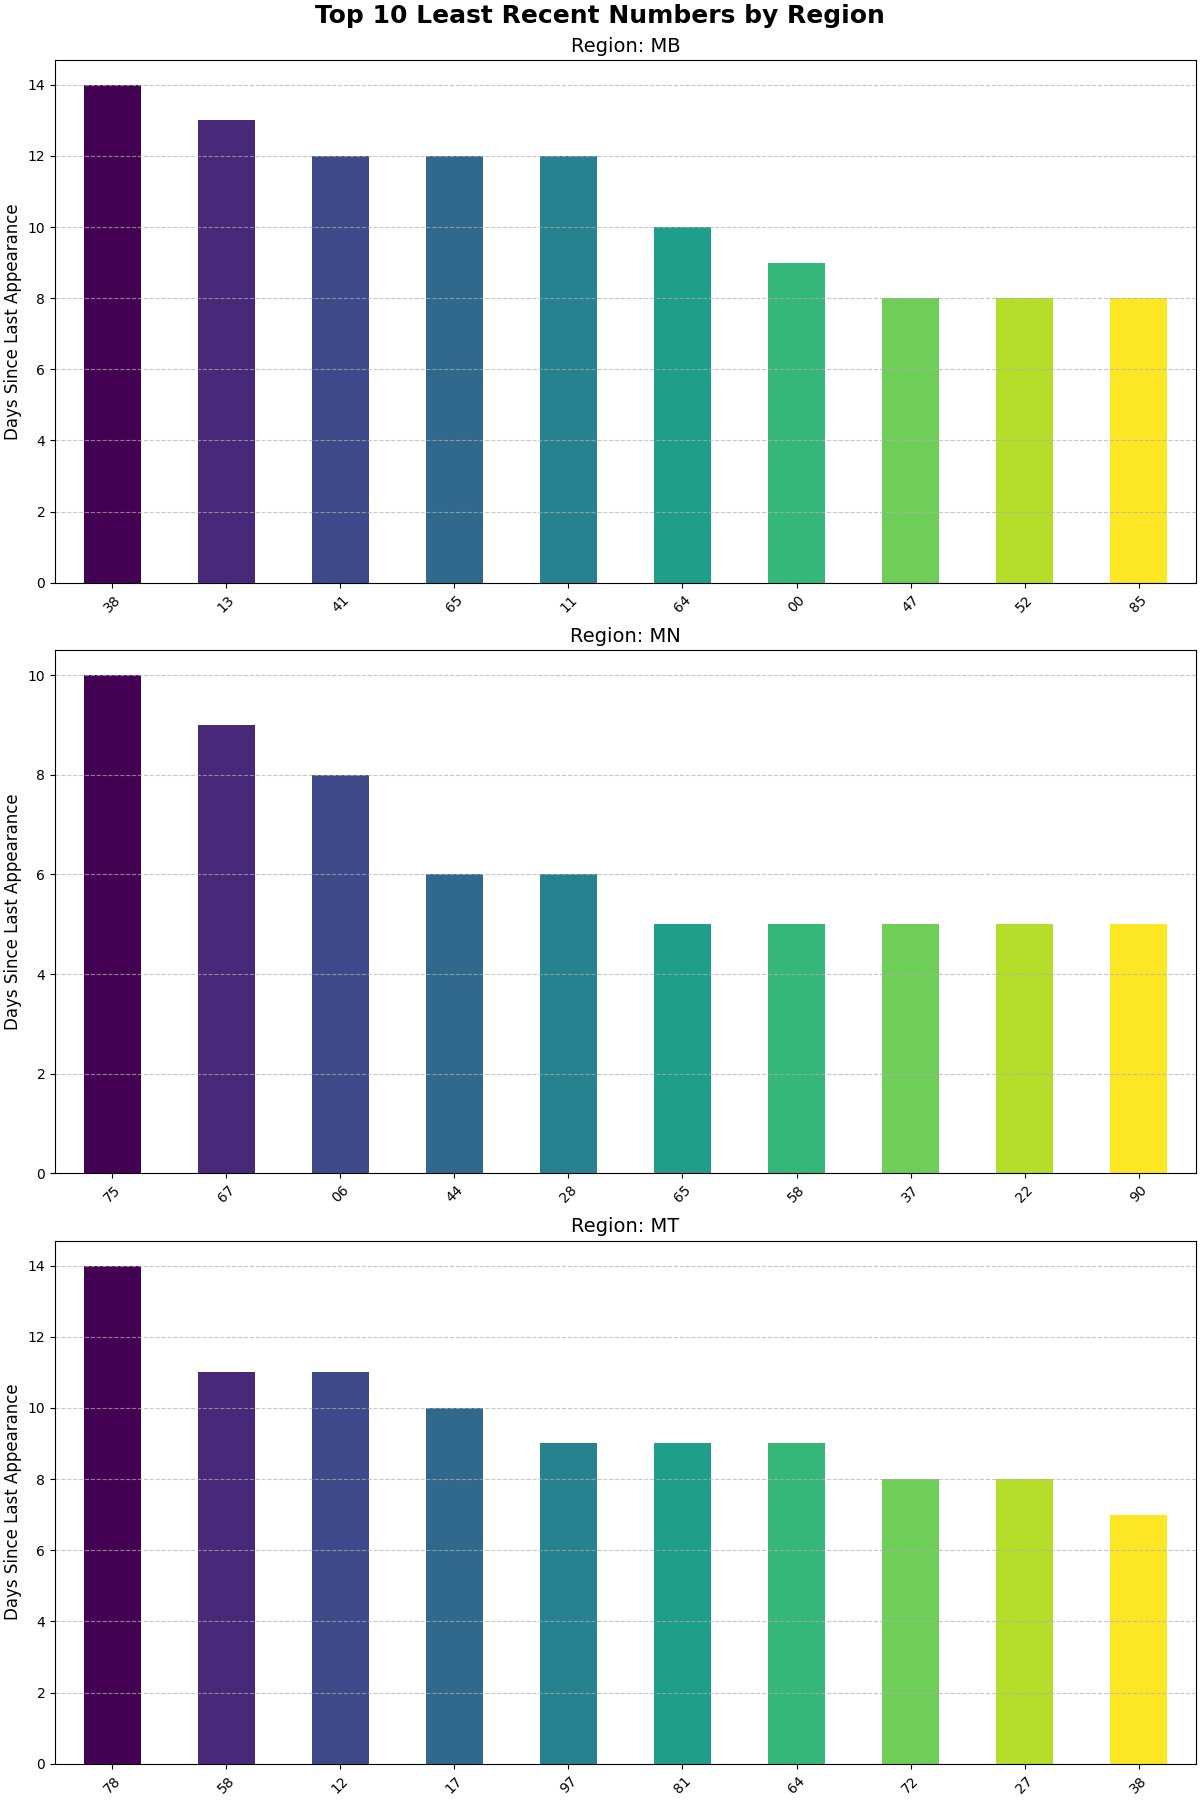 Top 10 Least Recent Numbers by Region
Region: MB
Days Since Last Appearance
14
12
10
8
6
4
2
0
38 13 41 65 11 64 00 47 52 85
Region: MN
Days Since Last Appearance
10
8
6
4
2
0
75 67 06 44 28 65 58 37 22 90
Region: MT
Days Since Last Appearance
14
12
10
8
6
4
2
0
78 58 12 17 97 81 64 72 27 38